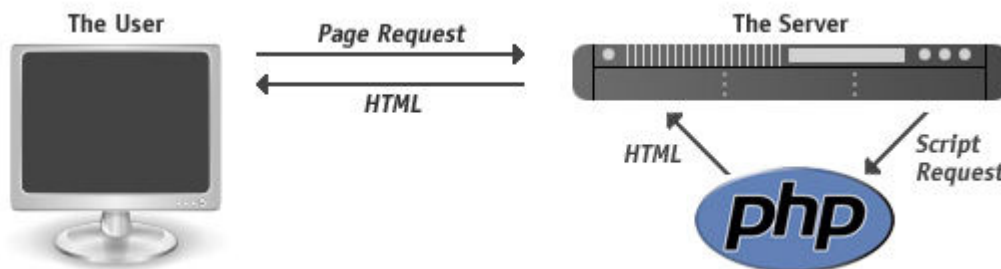 The User
Page Request
HTML
The Server
HTML
Script
Request
php